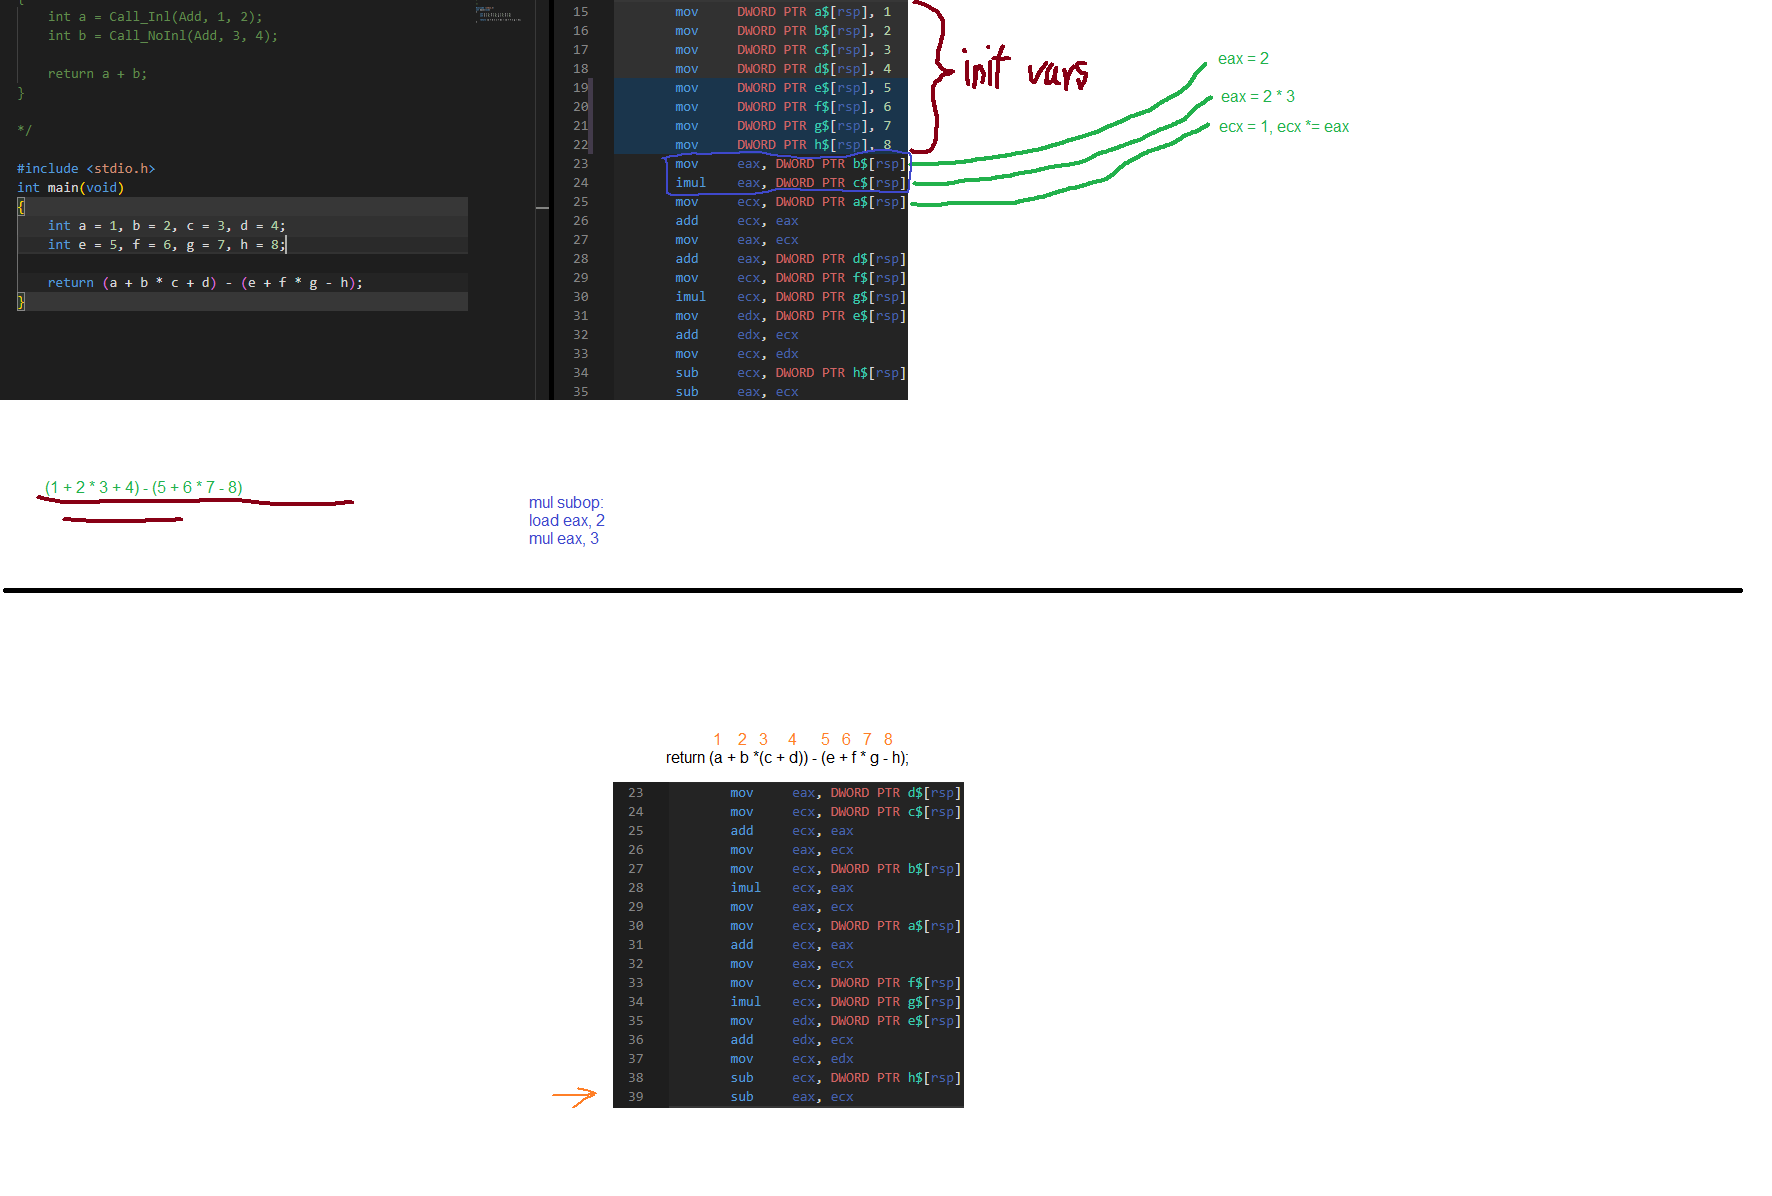 {
int a = Call_Inl(Add, 1, 2);
int b = Call_NoInl(Add, 3, 4);
return a + b;
}
*/
#include <stdio.h>
int main(void)
{
int a = 1, b = 2, c = 3, d = 4;
int e = 5, f = 6, g = 7, h = 8;
return (a + b * c + d) - (e + f * g - h);
}
15 mov DWORD PTR a$[rsp], 1
16 mov DWORD PTR b$[rsp], 2
17 mov DWORD PTR c$[rsp], 3
18 mov DWORD PTR d$[rsp], 4
19 mov DWORD PTR e$[rsp], 5
20 mov DWORD PTR f$[rsp], 6
21 mov DWORD PTR g$[rsp], 7
22 mov DWORD PTR h$[rsp], 8
23 mov eax, DWORD PTR b$[rsp]
24 imul eax, DWORD PTR c$[rsp]
25 mov ecx, DWORD PTR a$[rsp]
26 add ecx, eax
27 mov eax, ecx
28 add eax, DWORD PTR d$[rsp]
29 mov ecx, DWORD PTR f$[rsp]
30 imul ecx, DWORD PTR g$[rsp]
31 mov edx, DWORD PTR e$[rsp]
32 add edx, ecx
33 mov ecx, edx
34 sub ecx, DWORD PTR h$[rsp]
35 sub eax, ecx
init vars
eax = 2
eax = 2 * 3
ecx = 1, ecx *= eax
(1 + 2 * 3 + 4) - (5 + 6 * 7 - 8)
mul subop:
load eax, 2
mul eax, 3
1 2 3 4 5 6 7 8
return (a + b *(c + d)) - (e + f * g - h);
23 mov eax, DWORD PTR d$[rsp]
24 mov ecx, DWORD PTR c$[rsp]
25 add ecx, eax
26 mov eax, ecx
27 mov ecx, DWORD PTR b$[rsp]
28 imul ecx, eax
29 mov eax, ecx
30 mov ecx, DWORD PTR a$[rsp]
31 add ecx, eax
32 mov eax, ecx
33 mov ecx, DWORD PTR f$[rsp]
34 imul ecx, DWORD PTR g$[rsp]
35 mov edx, DWORD PTR e$[rsp]
36 add edx, ecx
37 mov ecx, edx
38 sub ecx, DWORD PTR h$[rsp]
39 sub eax, ecx